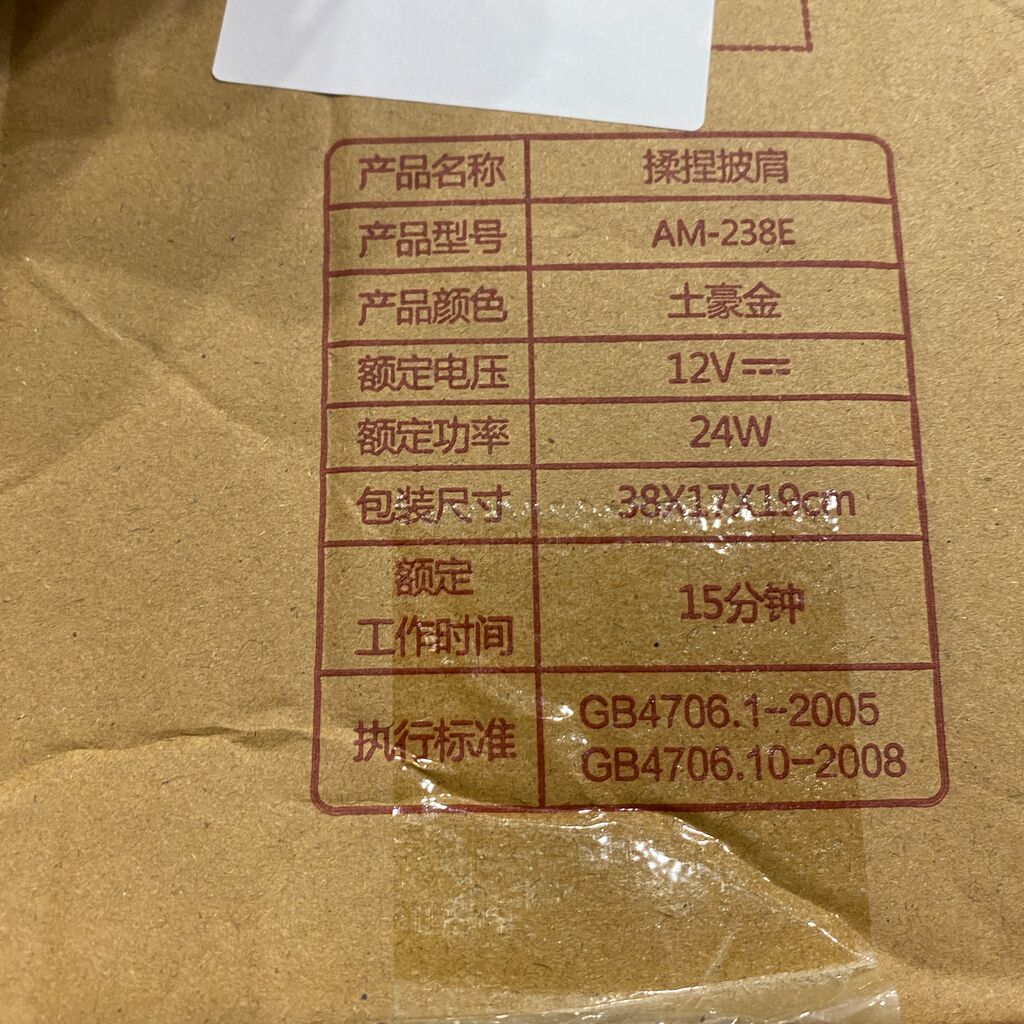 产品名称 揉捏披肩
产品型号 AM-238E
产品颜色 土豪金
额定电压 12V⎓
额定功率 24W
包装尺寸 38X17X19cm
额定
工作时间 15分钟
执行标准 GB4706.1-2005
GB4706.10-2008